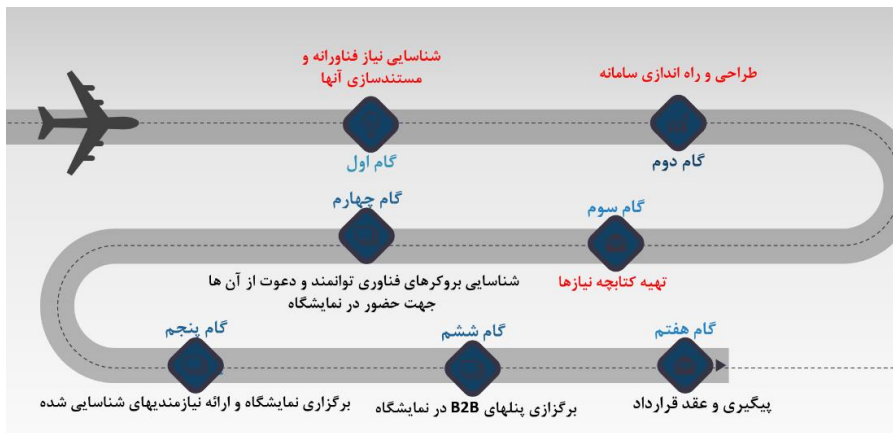 شناسایی نیاز فناورانه و
مستندسازی آنها
گام اول
طراحی و راه اندازی سامانه
گام دوم
گام سوم
تهیه کتابچه نیازها
گام چهارم
شناسایی بروکرهای فناوری توانمند و دعوت از آن ها
جهت حضور در نمایشگاه
گام پنجم
برگزاری نمایشگاه و ارائه نیازمندیهای شناسایی شده
گام ششم
برگزازی پنلهای B2B در نمایشگاه
گام هفتم
پیگیری و عقد قرارداد